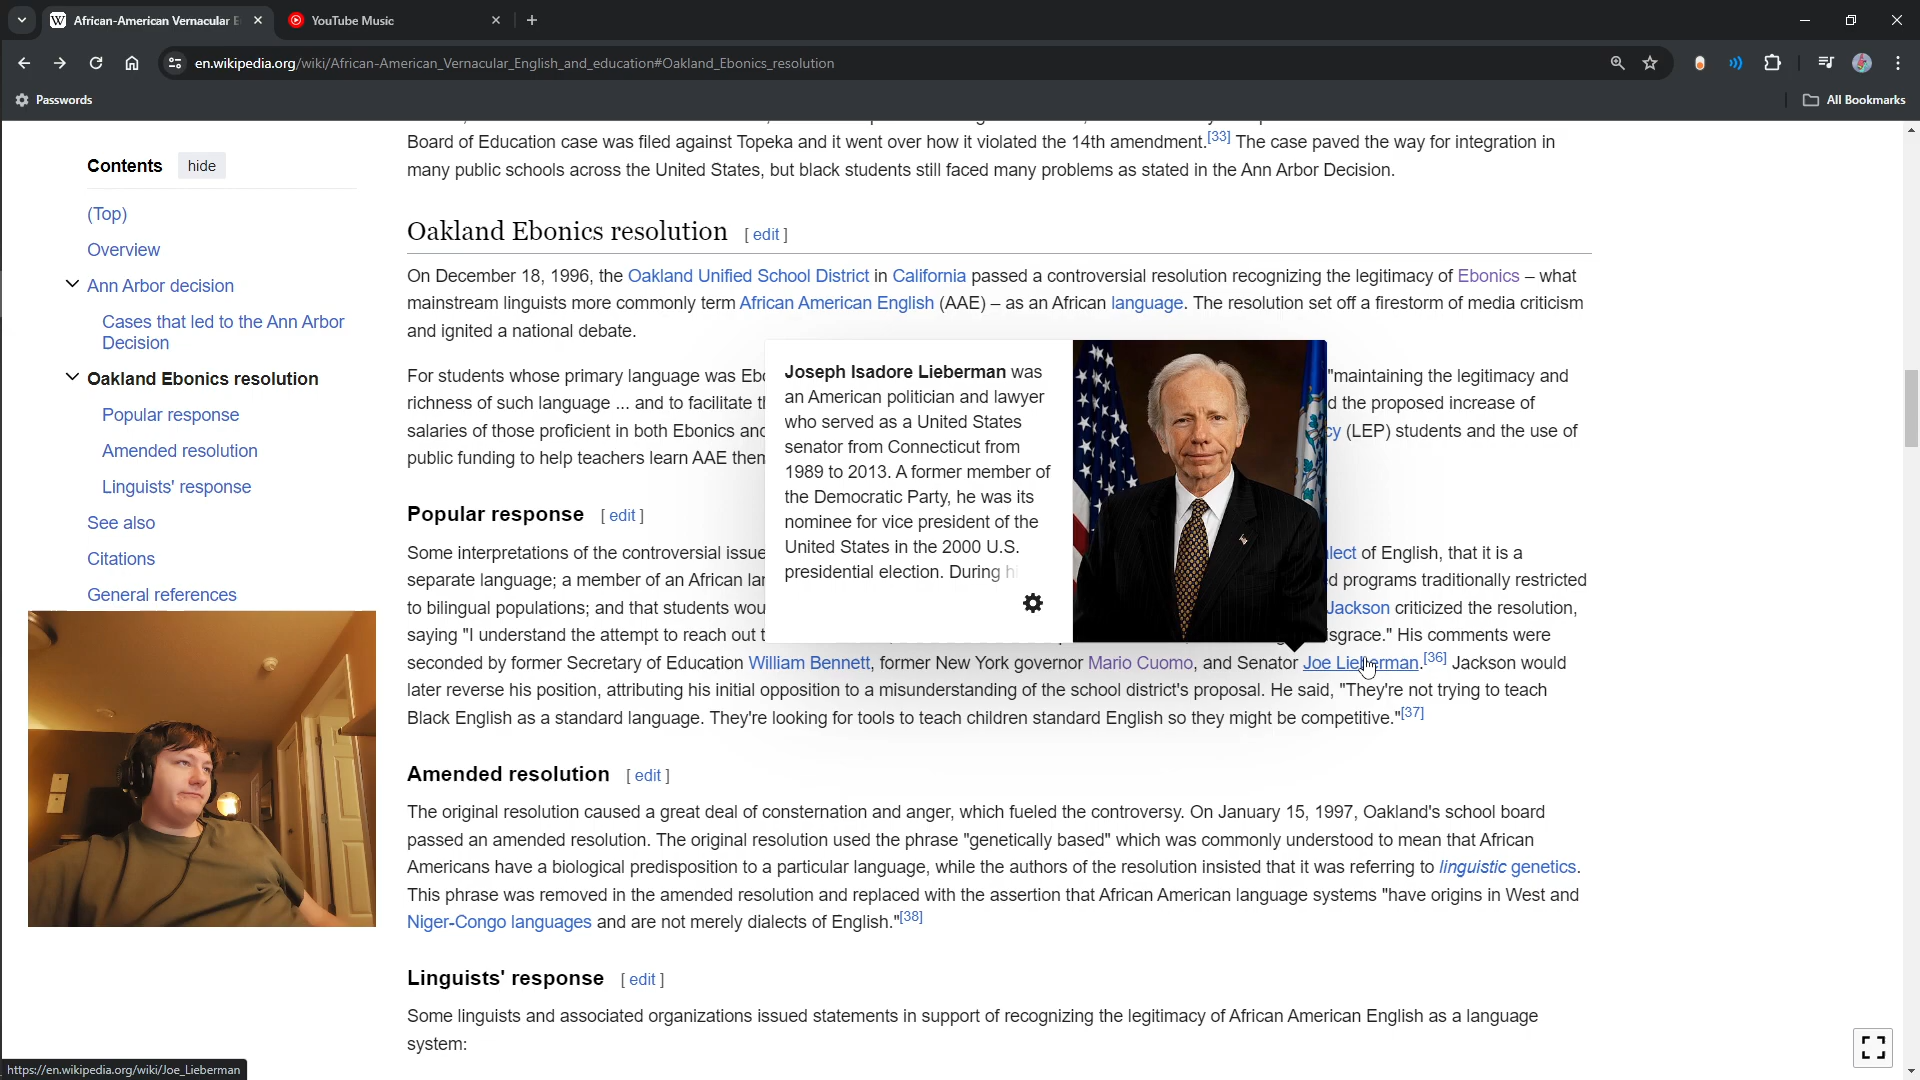 African-American Vernacular E
YouTube Music
en.wikipedia.org/wiki/African-American_Vernacular_English_and_education#Oakland_Ebonics_resolution
Passwords
All Bookmarks
Contents hide
(Top)
Overview
Ann Arbor decision
Cases that led to the Ann Arbor
Decision
Oakland Ebonics resolution
Popular response
Amended resolution
Linguists' response
See also
Citations
General references
Board of Education case was filed against Topeka and it went over how it violated the 14th amendment.[33] The case paved the way for integration in
many public schools across the United States, but black students still faced many problems as stated in the Ann Arbor Decision.
Oakland Ebonics resolution [ edit ]
On December 18, 1996, the Oakland Unified School District in California passed a controversial resolution recognizing the legitimacy of Ebonics – what
mainstream linguists more commonly term African American English (AAE) – as an African language. The resolution set off a firestorm of media criticism
and ignited a national debate.
For students whose primary language was Eb "maintaining the legitimacy and
richness of such language ... and to facilitate d the proposed increase of
salaries of those proficient in both Ebonics an cy (LEP) students and the use of
public funding to help teachers learn AAE them
Joseph Isadore Lieberman was
an American politician and lawyer
who served as a United States
senator from Connecticut from
1989 to 2013. A former member of
the Democratic Party, he was its
nominee for vice president of the
United States in the 2000 U.S.
presidential election. During hi
Popular response [ edit ]
Some interpretations of the controversial issue lect of English, that it is a
separate language; a member of an African la d programs traditionally restricted
to bilingual populations; and that students wou Jackson criticized the resolution,
saying "I understand the attempt to reach out isgrace." His comments were
seconded by former Secretary of Education William Bennett, former New York governor Mario Cuomo, and Senator Joe Lieberman.[36] Jackson would
later reverse his position, attributing his initial opposition to a misunderstanding of the school district's proposal. He said, "They're not trying to teach
Black English as a standard language. They're looking for tools to teach children standard English so they might be competitive."[37]
Amended resolution [ edit ]
The original resolution caused a great deal of consternation and anger, which fueled the controversy. On January 15, 1997, Oakland's school board
passed an amended resolution. The original resolution used the phrase "genetically based" which was commonly understood to mean that African
Americans have a biological predisposition to a particular language, while the authors of the resolution insisted that it was referring to linguistic genetics.
This phrase was removed in the amended resolution and replaced with the assertion that African American language systems "have origins in West and
Niger-Congo languages and are not merely dialects of English."[38]
Linguists' response [ edit ]
Some linguists and associated organizations issued statements in support of recognizing the legitimacy of African American English as a language
system:
https://en.wikipedia.org/wiki/Joe_Lieberman